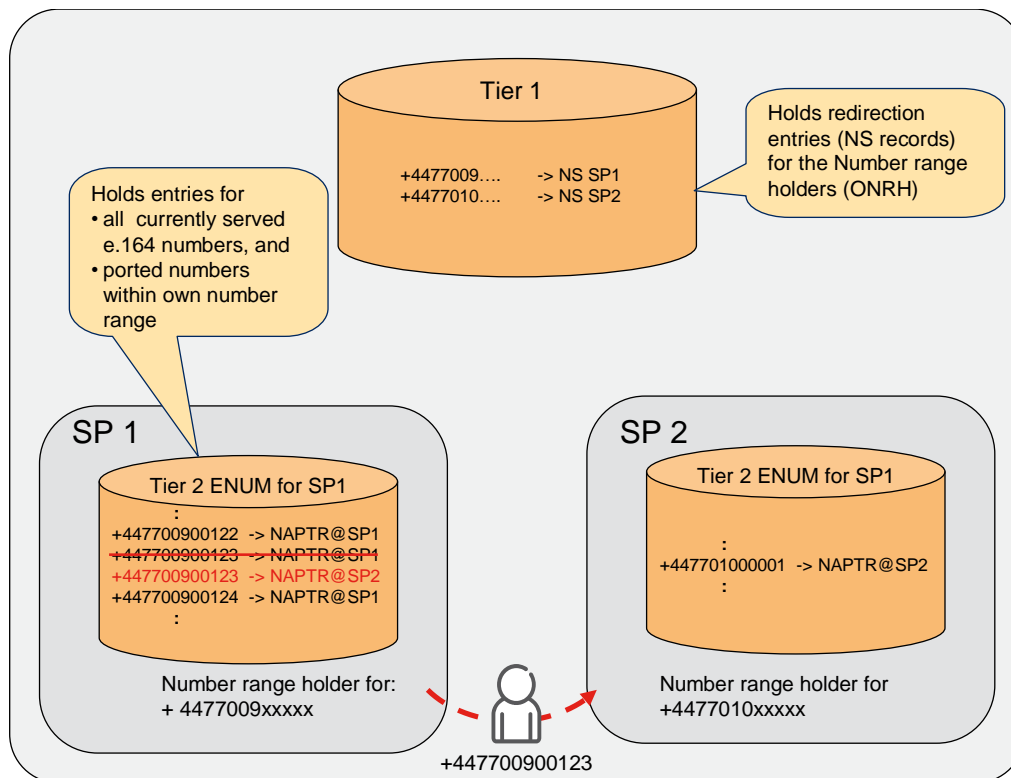 Tier 1
+4477009.... -> NS SP1
+4477010.... -> NS SP2
Holds redirection
entries (NS records)
for the Number range
holders (ONRH)
Holds entries for
• all currently served
e.164 numbers, and
• ported numbers
within own number
range
SP 1
Tier 2 ENUM for SP1
:
+447700900122 -> NAPTR@SP1
+447700900123 -> NAPTR@SP1
+447700900123 -> NAPTR@SP2
+447700900124 -> NAPTR@SP1
:
Number range holder for:
+ 4477009xxxxx
SP 2
Tier 2 ENUM for SP1
:
+447701000001 -> NAPTR@SP2
:
Number range holder for
+4477010xxxxx
+447700900123